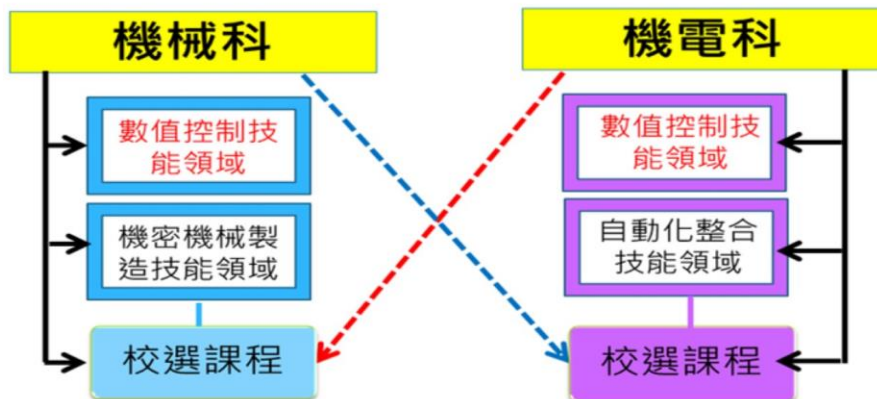 機械科
機電科
數值控制技
能領域
數值控制技
能領域
機密機械製
造技能領域
自動化整合
技能領域
校選課程
校選課程